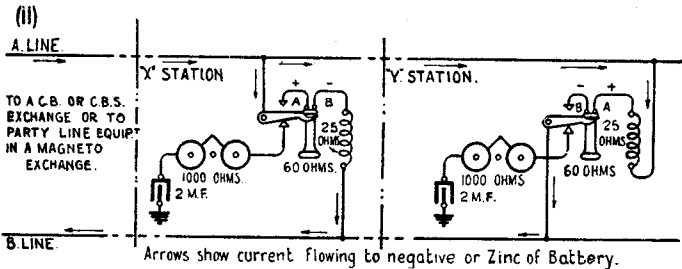 (ii)
A. LINE.
"X" STATION
"Y" STATION.
TO A C.B. OR C.B.S.
EXCHANGE OR TO
PARTY LINE EQUIPT
IN A MAGNETO
EXCHANGE.
+ -
A B
25
OHMS.
1000 OHMS.
60 OHMS.
2 M.F.
- +
B A
25
OHMS
1000 OHMS
60 OHMS
2 M.F.
B. LINE.
Arrows show current flowing to negative or Zinc of Battery.